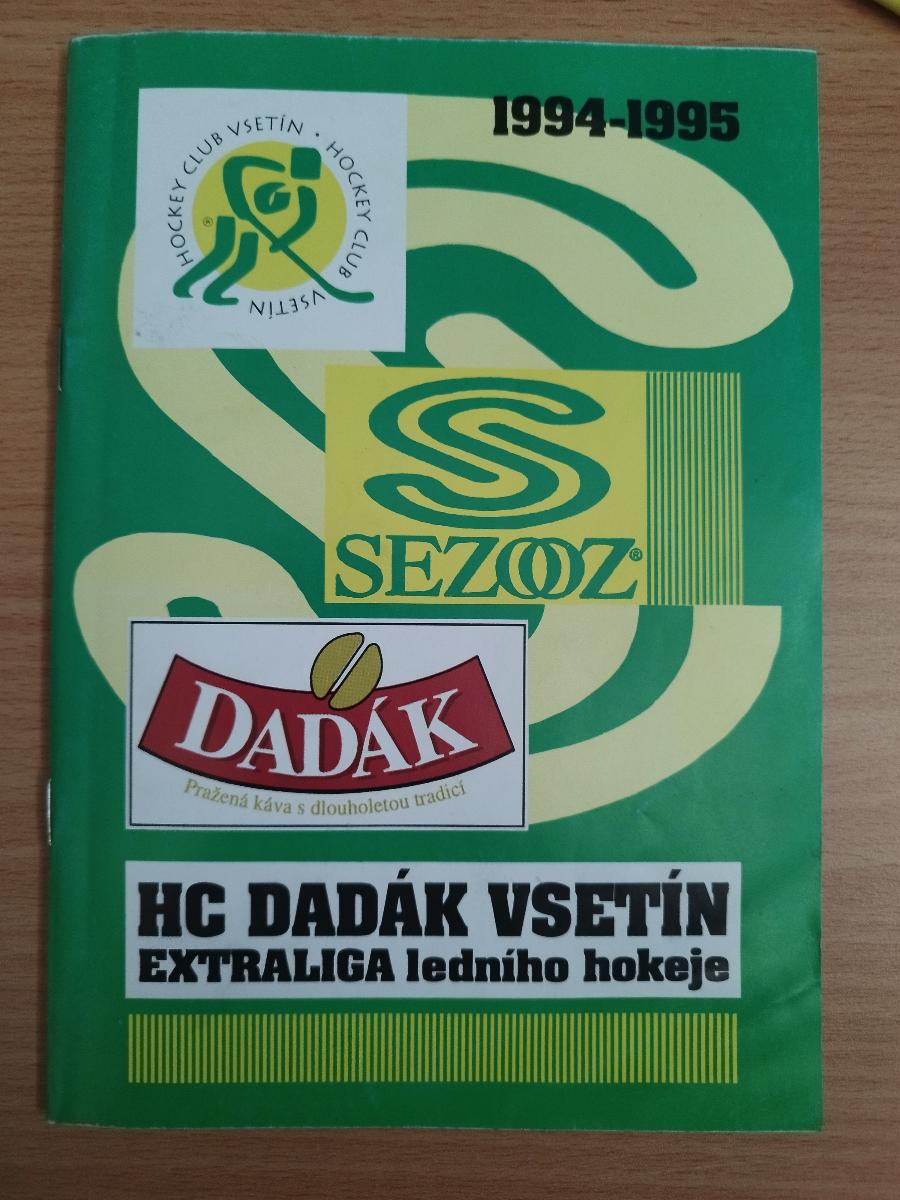 1994-1995
HOCKEY CLUB VSETÍN · HOCKEY CLUB VSETÍN
®
SEZOOZ®
DADÁK
Pražená káva s dlouholetou tradicí
HC DADÁK VSETÍN
EXTRALIGA ledního hokeje